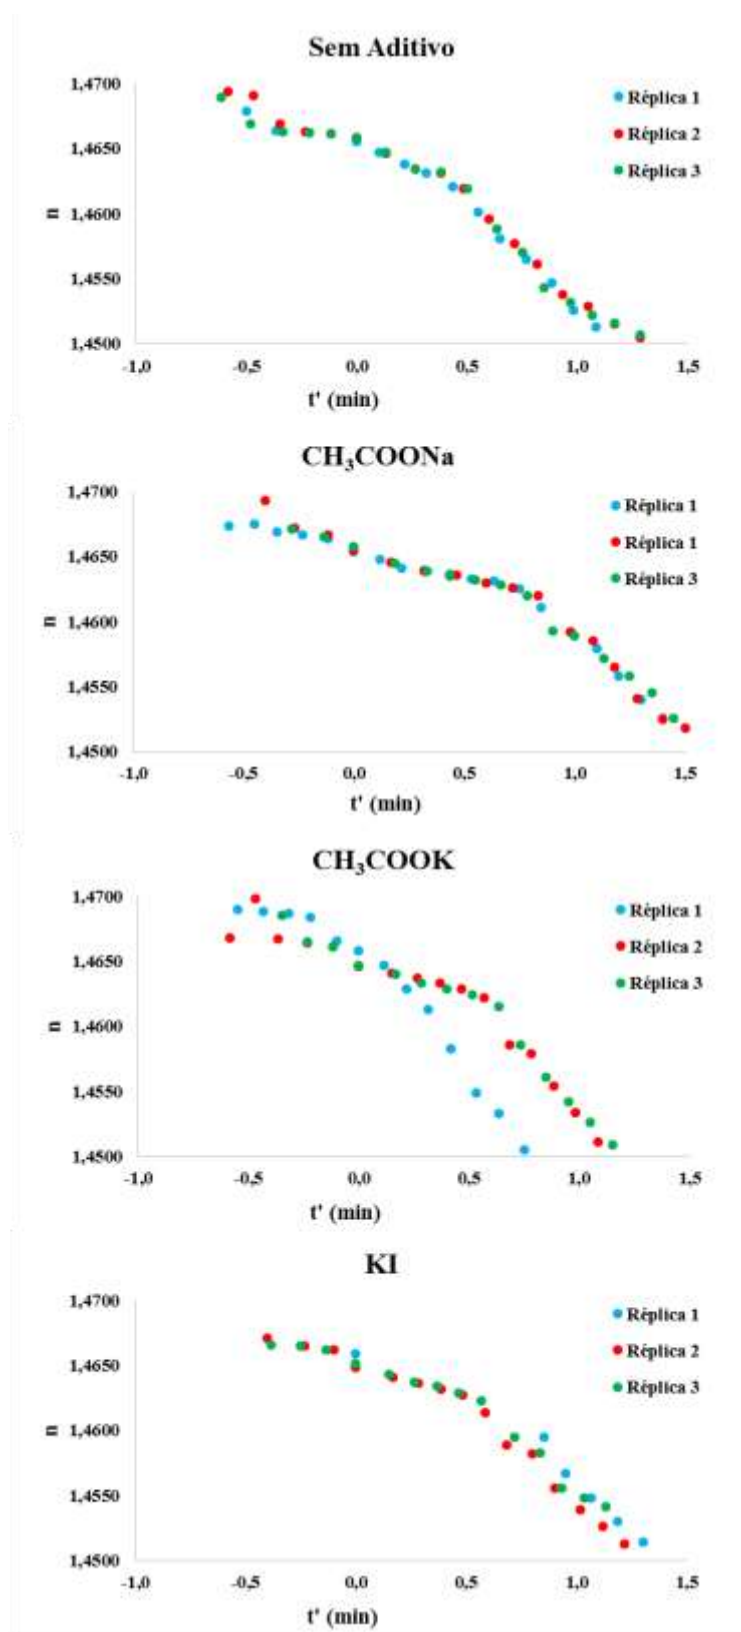 Sem Aditivo
1,4700
1,4650
1,4600
1,4550
1,4500
n
-1,0 -0,5 0,0 0,5 1,0 1,5
t' (min)
Réplica 1
Réplica 2
Réplica 3
CH₃COONa
1,4700
1,4650
1,4600
1,4550
1,4500
n
-1,0 -0,5 0,0 0,5 1,0 1,5
t' (min)
Réplica 1
Réplica 1
Réplica 3
CH₃COOK
1,4700
1,4650
1,4600
1,4550
1,4500
n
-1,0 -0,5 0,0 0,5 1,0 1,5
t' (min)
Réplica 1
Réplica 2
Réplica 3
KI
1,4700
1,4650
1,4600
1,4550
1,4500
n
-1,0 -0,5 0,0 0,5 1,0 1,5
t' (min)
Réplica 1
Réplica 2
Réplica 3